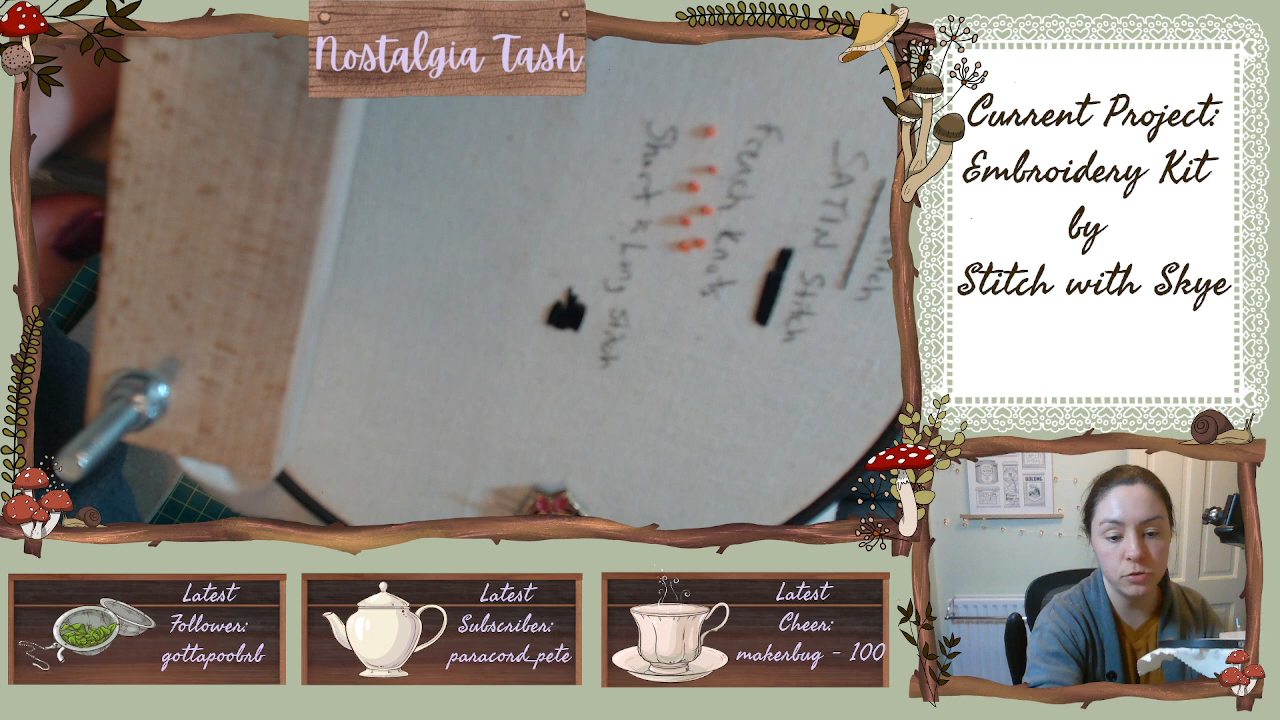 Nostalgia Tash
Stitch
SATIN Stitch
French Knots
Short & Long Stitch
Current Project:
Embroidery Kit
by
Stitch with Skye
Latest
Follower:
gottapoobrb
Latest
Subscriber:
paracord_pete
Latest
Cheer:
makerbug - 100